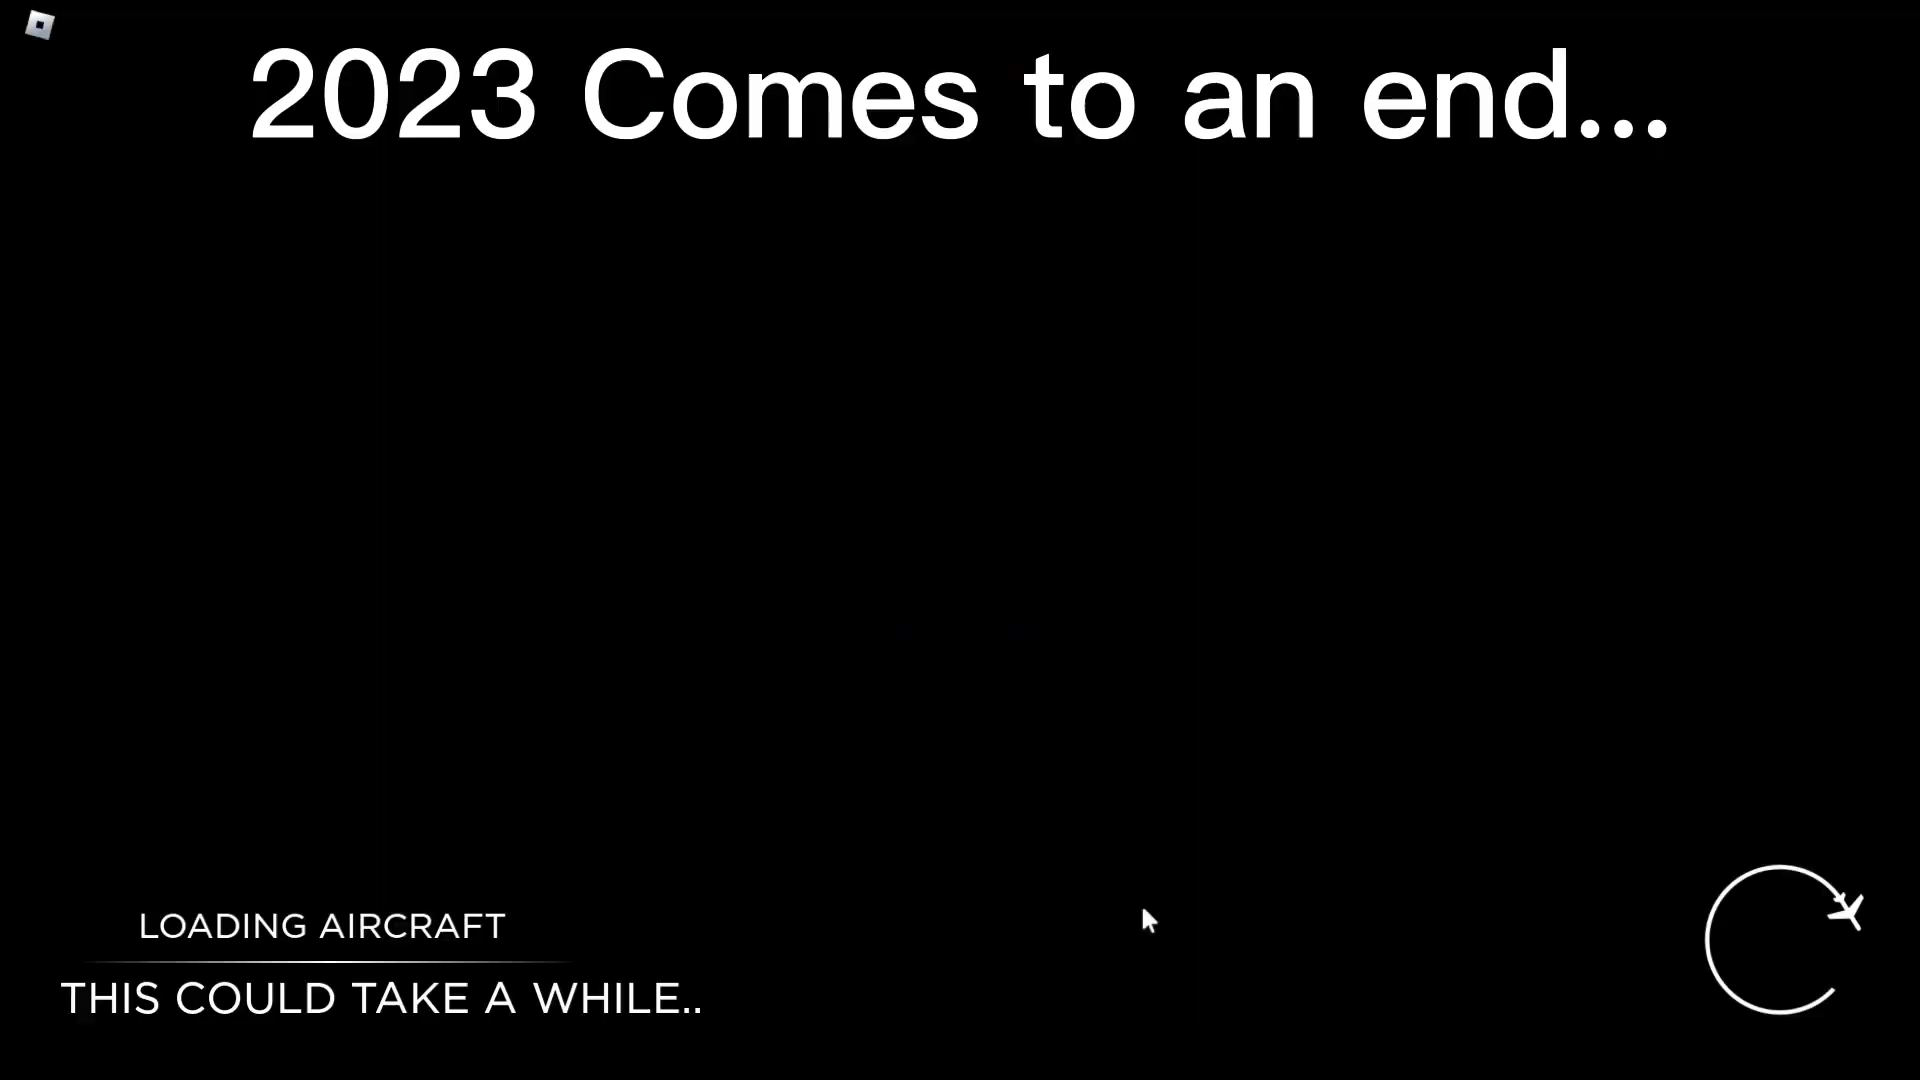 2023 Comes to an end...
LOADING AIRCRAFT
THIS COULD TAKE A WHILE..